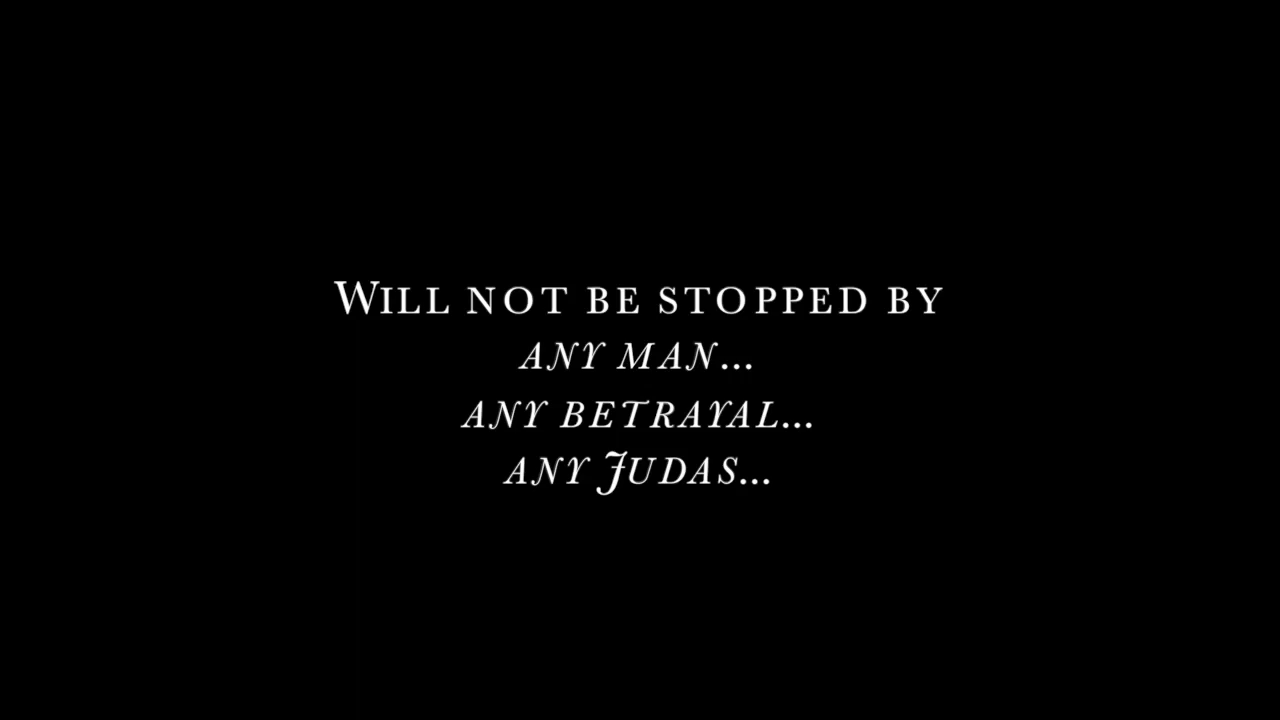 Will not be stopped by
any man...
any betrayal...
any Judas...